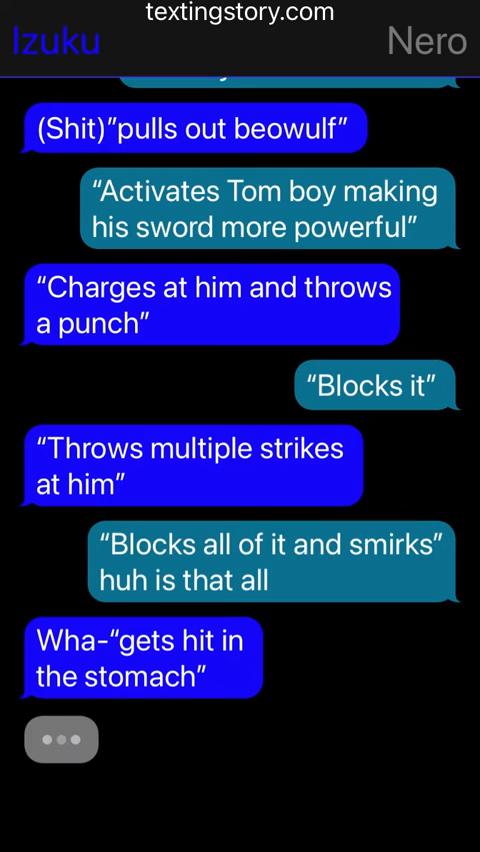 textingstory.com
Izuku
Nero
(Shit)”pulls out beowulf”
“Activates Tom boy making
his sword more powerful”
“Charges at him and throws
a punch”
“Blocks it”
“Throws multiple strikes
at him”
“Blocks all of it and smirks”
huh is that all
Wha-“gets hit in
the stomach”